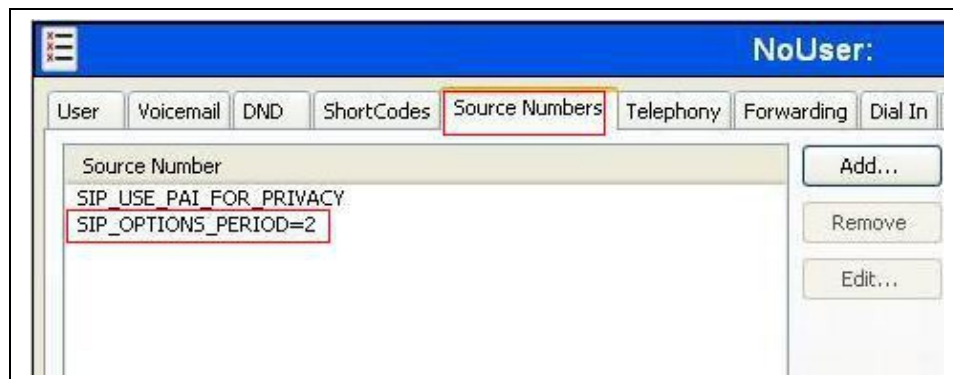 NoUser:
User Voicemail DND ShortCodes Source Numbers Telephony Forwarding Dial In
Source Number
Add...
SIP_USE_PAI_FOR_PRIVACY
SIP_OPTIONS_PERIOD=2
Remove
Edit...